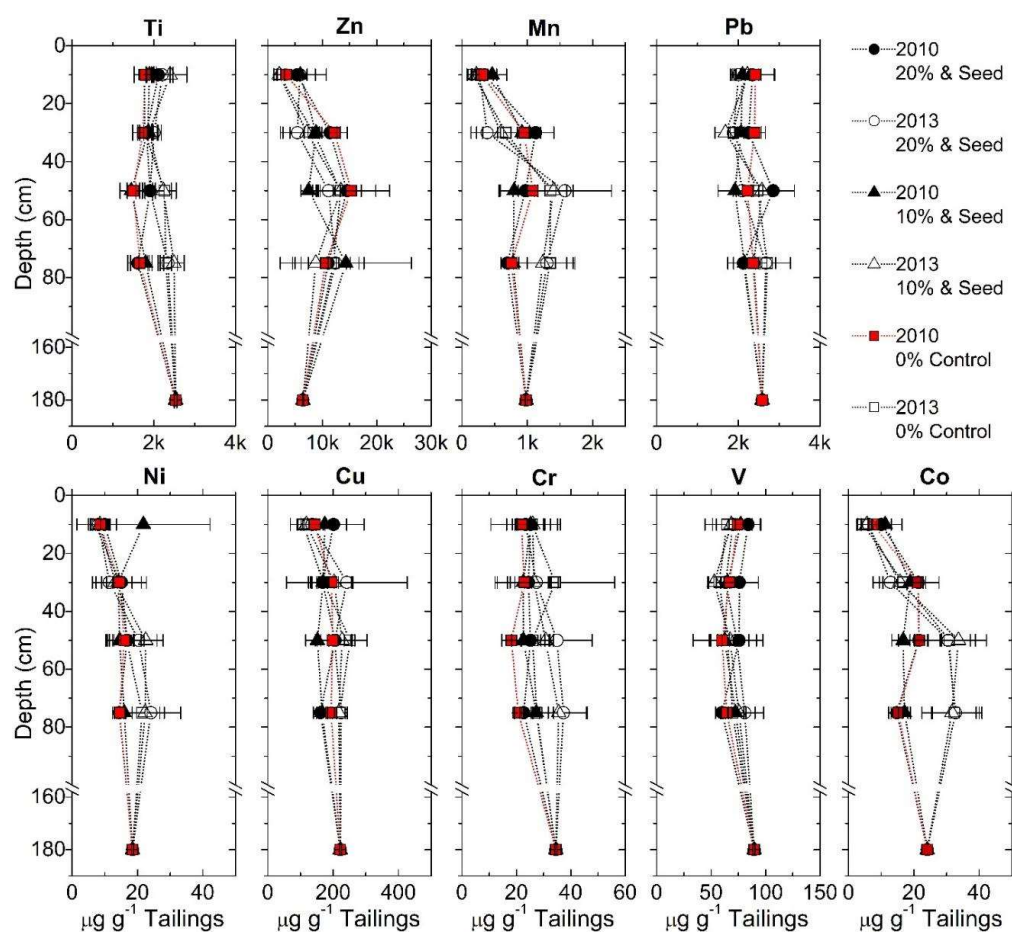 Ti Zn Mn Pb
0
40
80
160
180
Depth (cm)
0 2k 4k 0 10k 20k 30k 0 1k 2k 0 2k 4k
2010
20% & Seed
2013
20% & Seed
2010
10% & Seed
2013
10% & Seed
2010
0% Control
2013
0% Control
Ni Cu Cr V Co
0
20
40
60
80
160
180
Depth (cm)
0 20 40 0 200 400 0 20 40 60 0 50 100 150 0 20 40
µg g⁻¹ Tailings µg g⁻¹ Tailings µg g⁻¹ Tailings µg g⁻¹ Tailings µg g⁻¹ Tailings